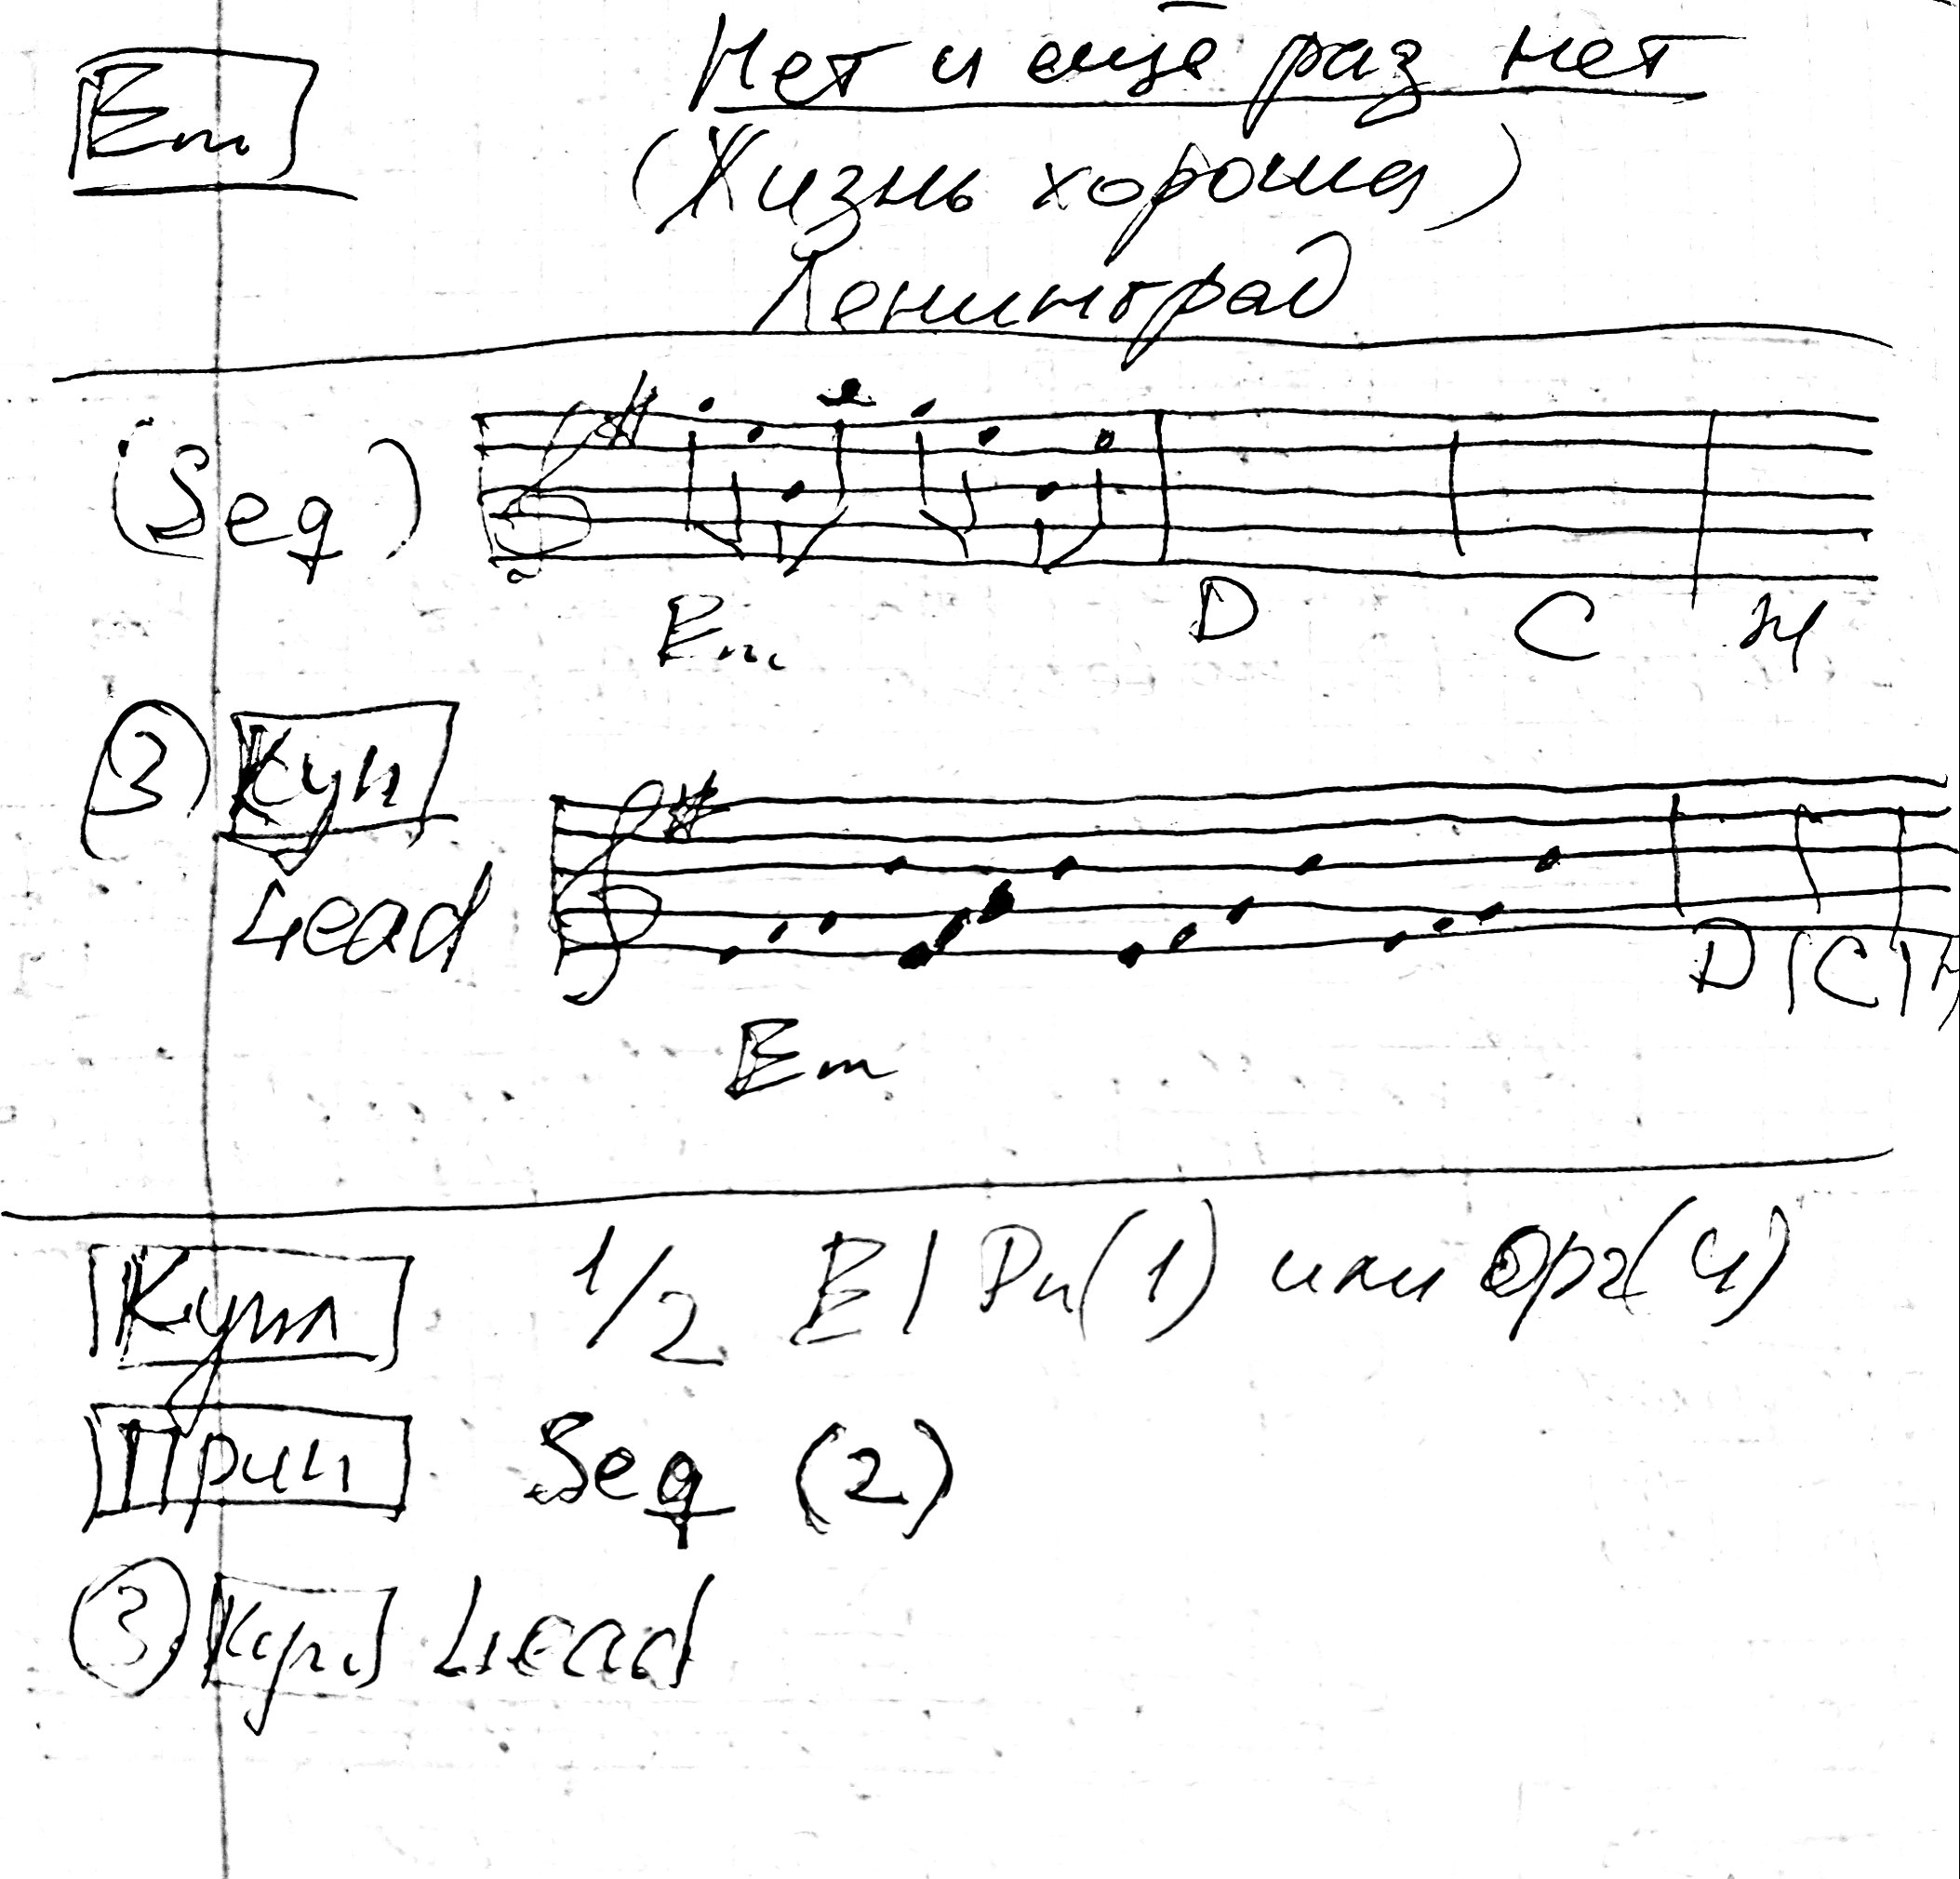 Em
Нет и ещё раз нет
(Жизнь хороша)
Ленинград
(Seq)
Em D C H
③ Куп
Lead
D | C | H
Em
Купл 1/2 E | Pn(1) или орг(4)
Прип Seq (2)
③ Купл Lead